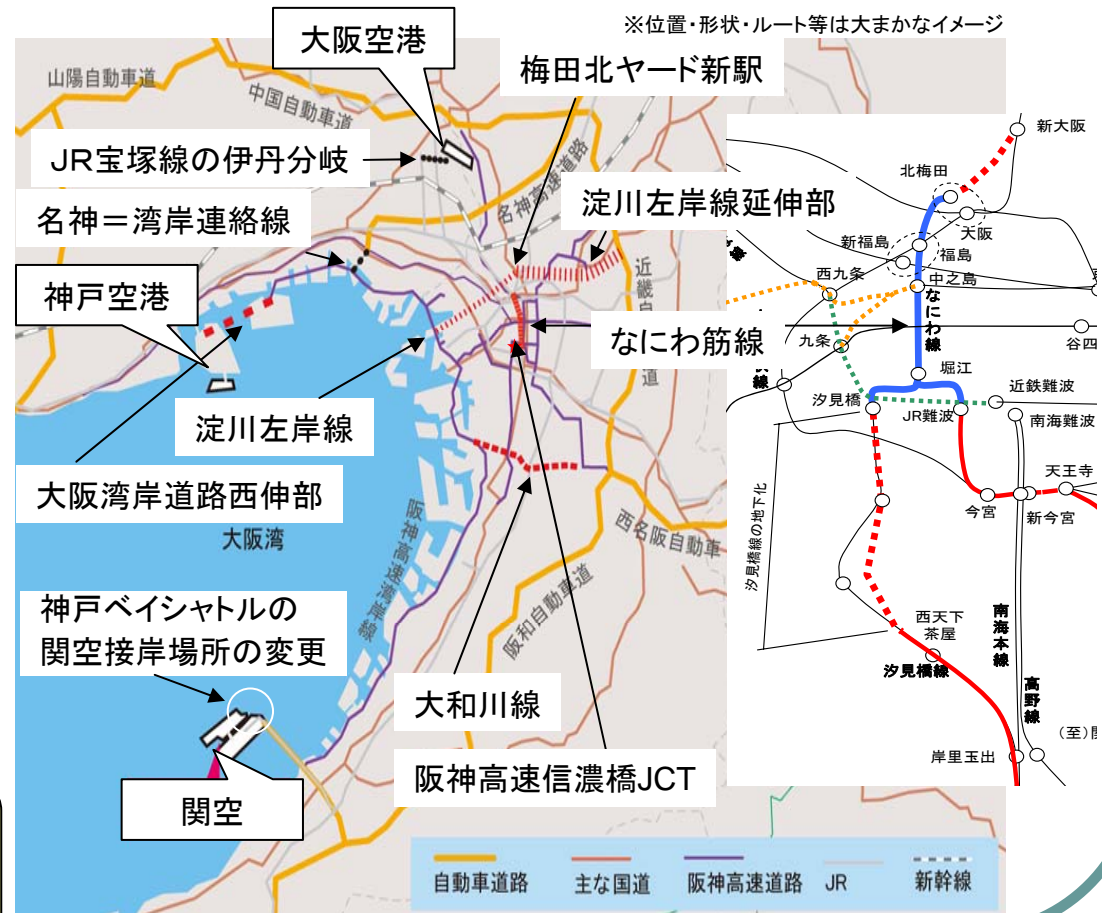 ※位置・形状・ルート等は大まかなイメージ
大阪空港
梅田北ヤード新駅
山陽自動車道
中国自動車道
JR宝塚線の伊丹分岐
名神高速道路
淀川左岸線延伸部
名神=湾岸連絡線
近畿自
道
神戸空港
なにわ筋線
淀川左岸線
大阪湾岸道路西伸部
大阪湾
阪神高速湾岸線
西名阪自動車
阪和自動車道
神戸ベイシャトルの
関空接岸場所の変更
大和川線
阪神高速信濃橋JCT
関空
自動車道路
主な国道
阪神高速道路
JR
新幹線
新大阪
北梅田
大阪
新福島
福島
西九条
中之島
なにわ線
九条
谷四
堀江
汐見橋
近鉄難波
JR難波
南海難波
天王寺
今宮
新今宮
汐見橋線の地下化
西天下
茶屋
汐見橋線
南海本線
高野線
(至)
岸里玉出